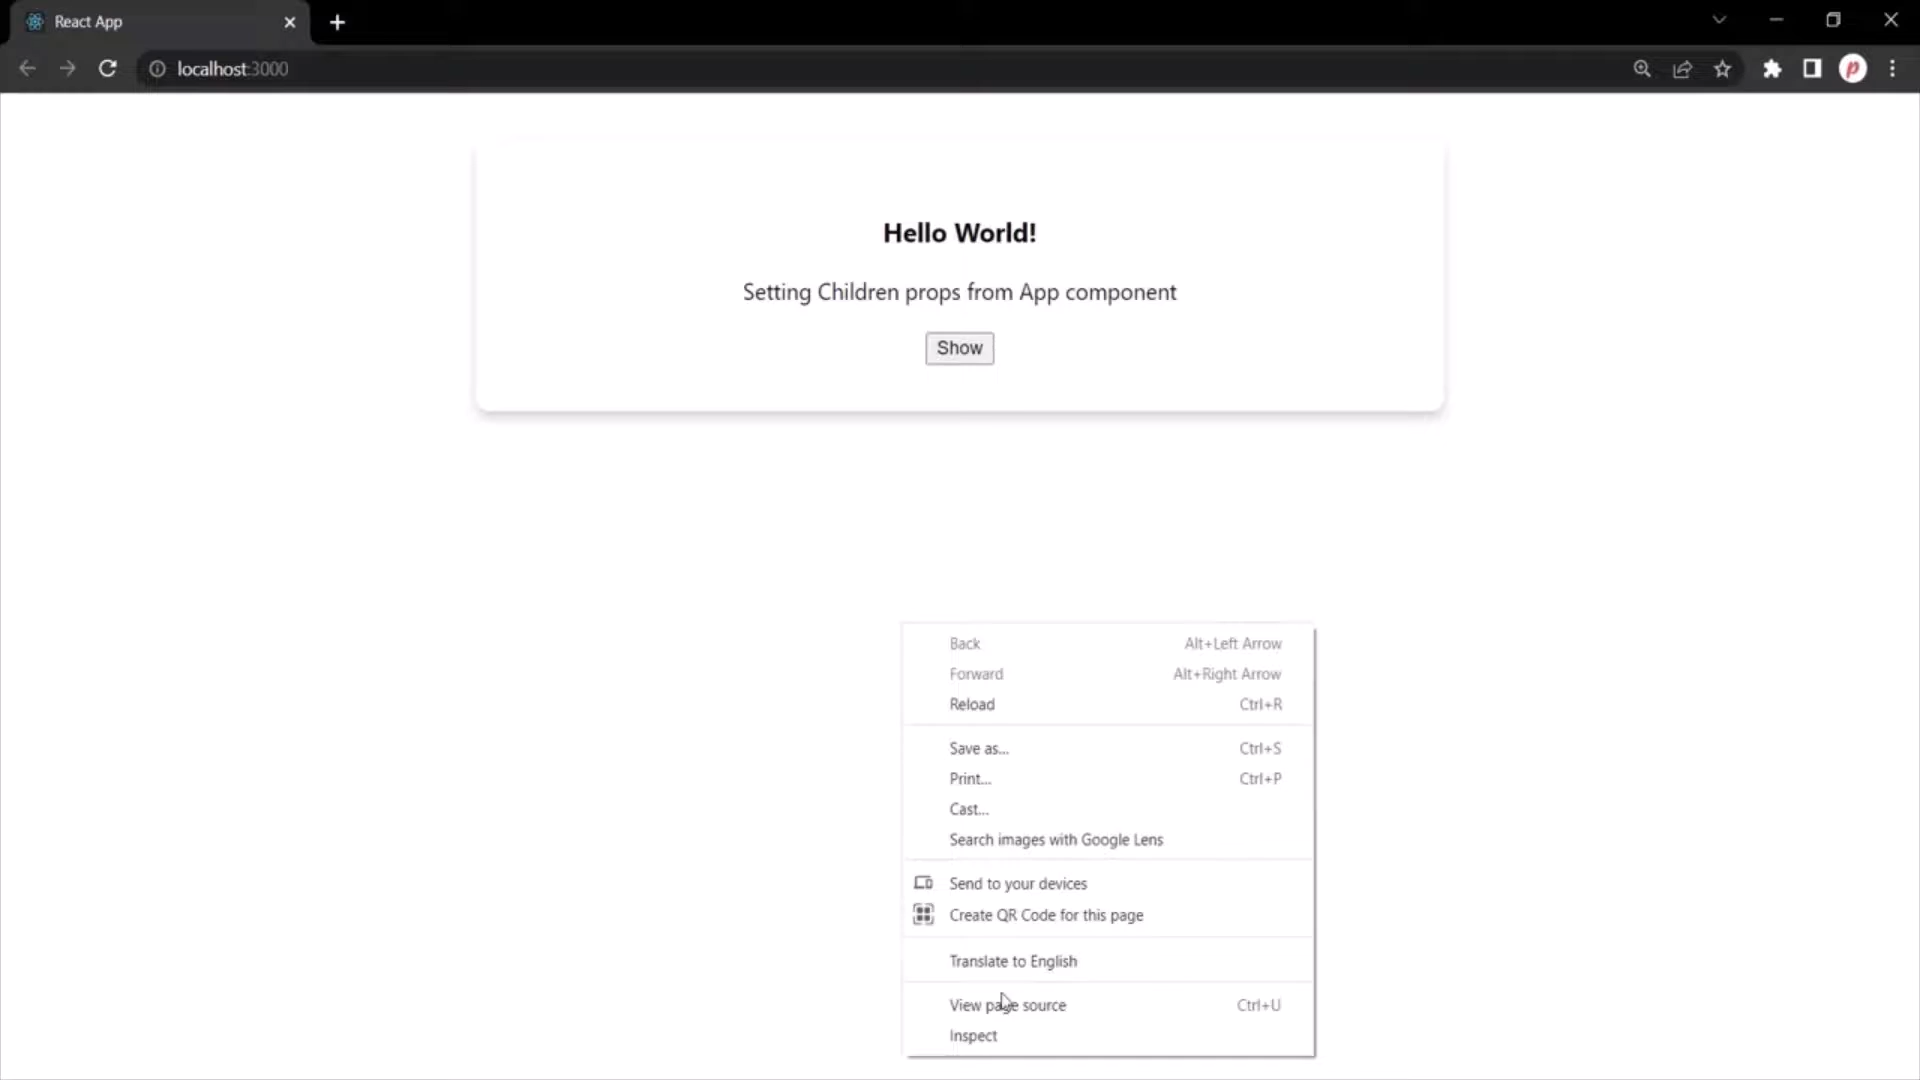 React App
localhost:3000
Hello World!
Setting Children props from App component
Show
Back Alt+Left Arrow
Forward Alt+Right Arrow
Reload Ctrl+R
Save as... Ctrl+S
Print... Ctrl+P
Cast...
Search images with Google Lens
Send to your devices
Create QR Code for this page
Translate to English
View page source Ctrl+U
Inspect